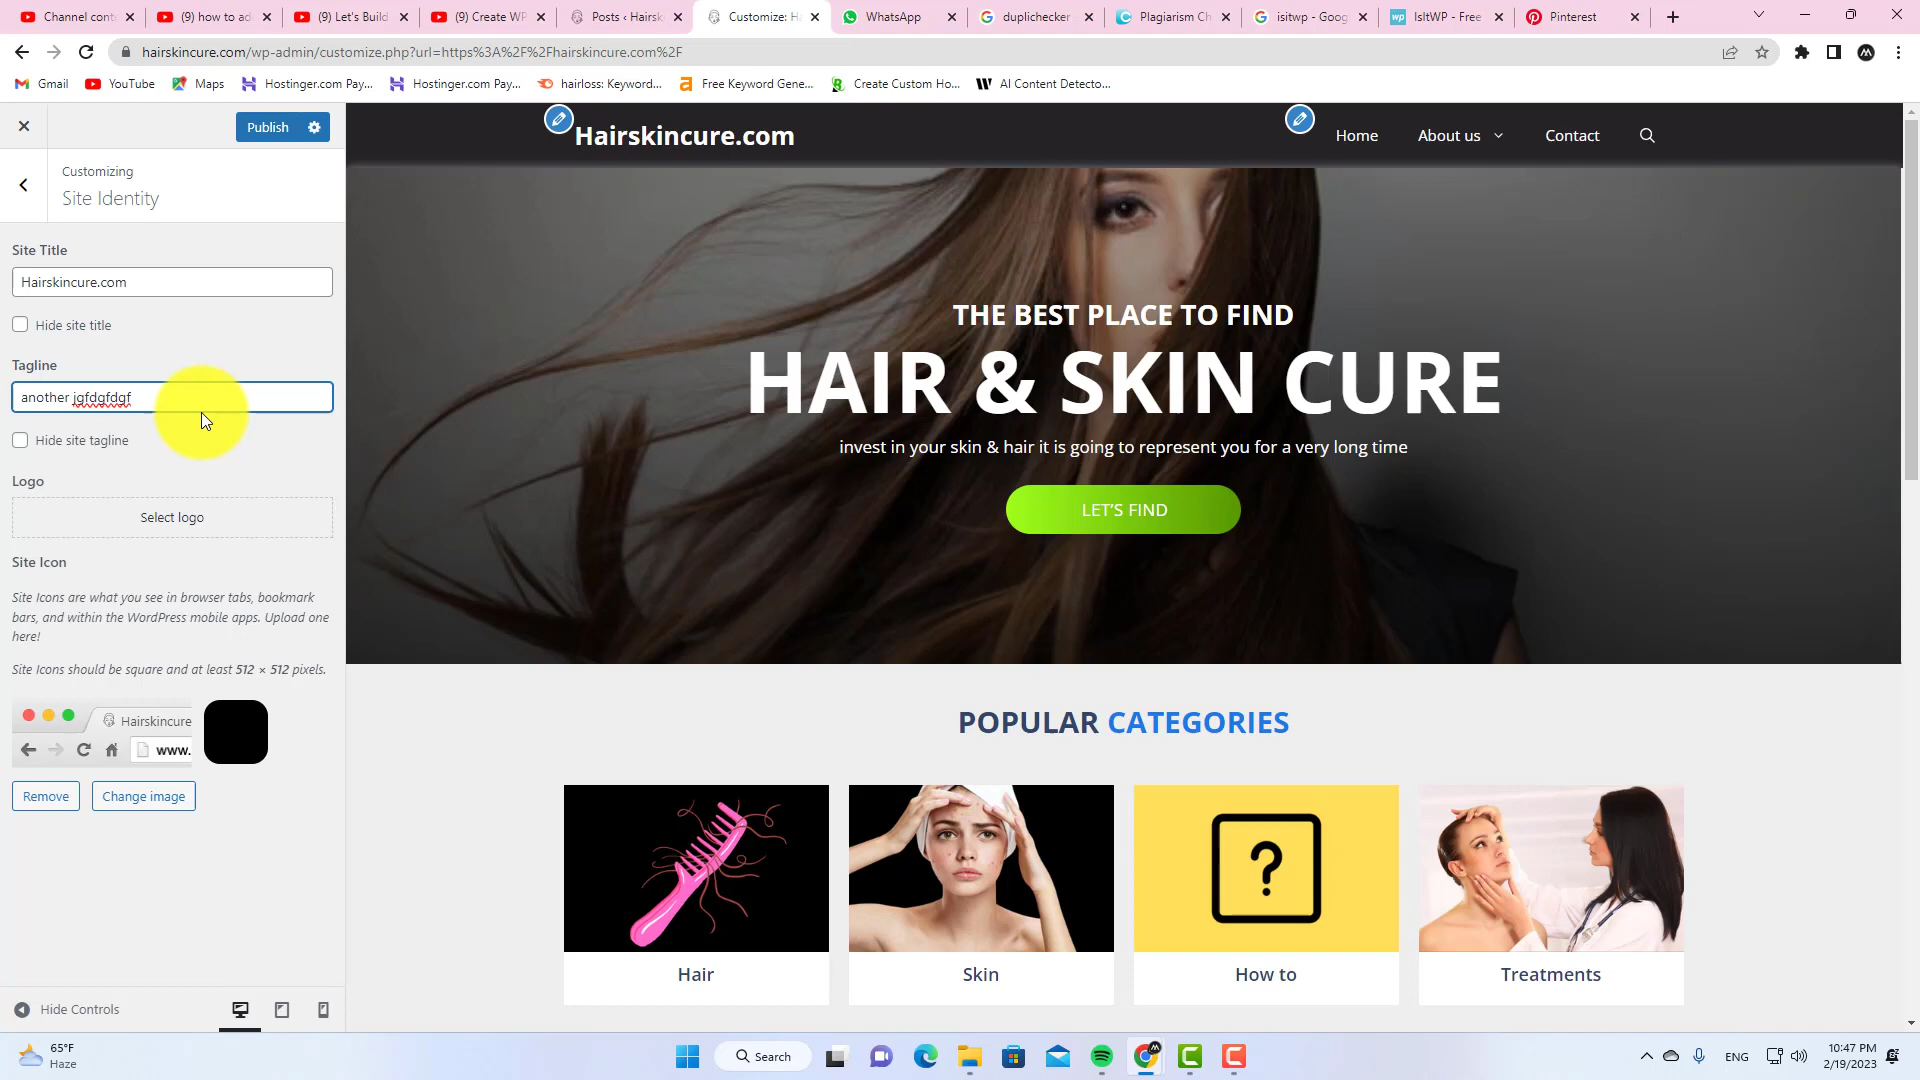 Channel cont
(9) how to ad
(9) Let's Build
(9) Create WP
Posts ‹ Hairsk
Customize: Ha
WhatsApp
duplichecker
Plagiarism Ch
isitwp - Goog
IsItWP - Free
Pinterest
hairskincure.com/wp-admin/customize.php?url=https%3A%2F%2Fhairskincure.com%2F
Gmail
YouTube
Maps
Hostinger.com Pay...
Hostinger.com Pay...
hairloss: Keyword...
Free Keyword Gene...
Create Custom Ho...
AI Content Detecto...
Publish
Customizing
Site Identity
Site Title
Hairskincure.com
Hide site title
Tagline
another jgfdgfdgf
Hide site tagline
Logo
Select logo
Site Icon
Site Icons are what you see in browser tabs, bookmark
bars, and within the WordPress mobile apps. Upload one
here!
Site Icons should be square and at least 512 × 512 pixels.
Hairskincure
www.
Remove
Change image
Hide Controls
Hairskincure.com
Home
About us
Contact
THE BEST PLACE TO FIND
HAIR & SKIN CURE
invest in your skin & hair it is going to represent you for a very long time
LET'S FIND
POPULAR CATEGORIES
?
Hair
Skin
How to
Treatments
65°F
Haze
Search
ENG
10:47 PM
2/19/2023